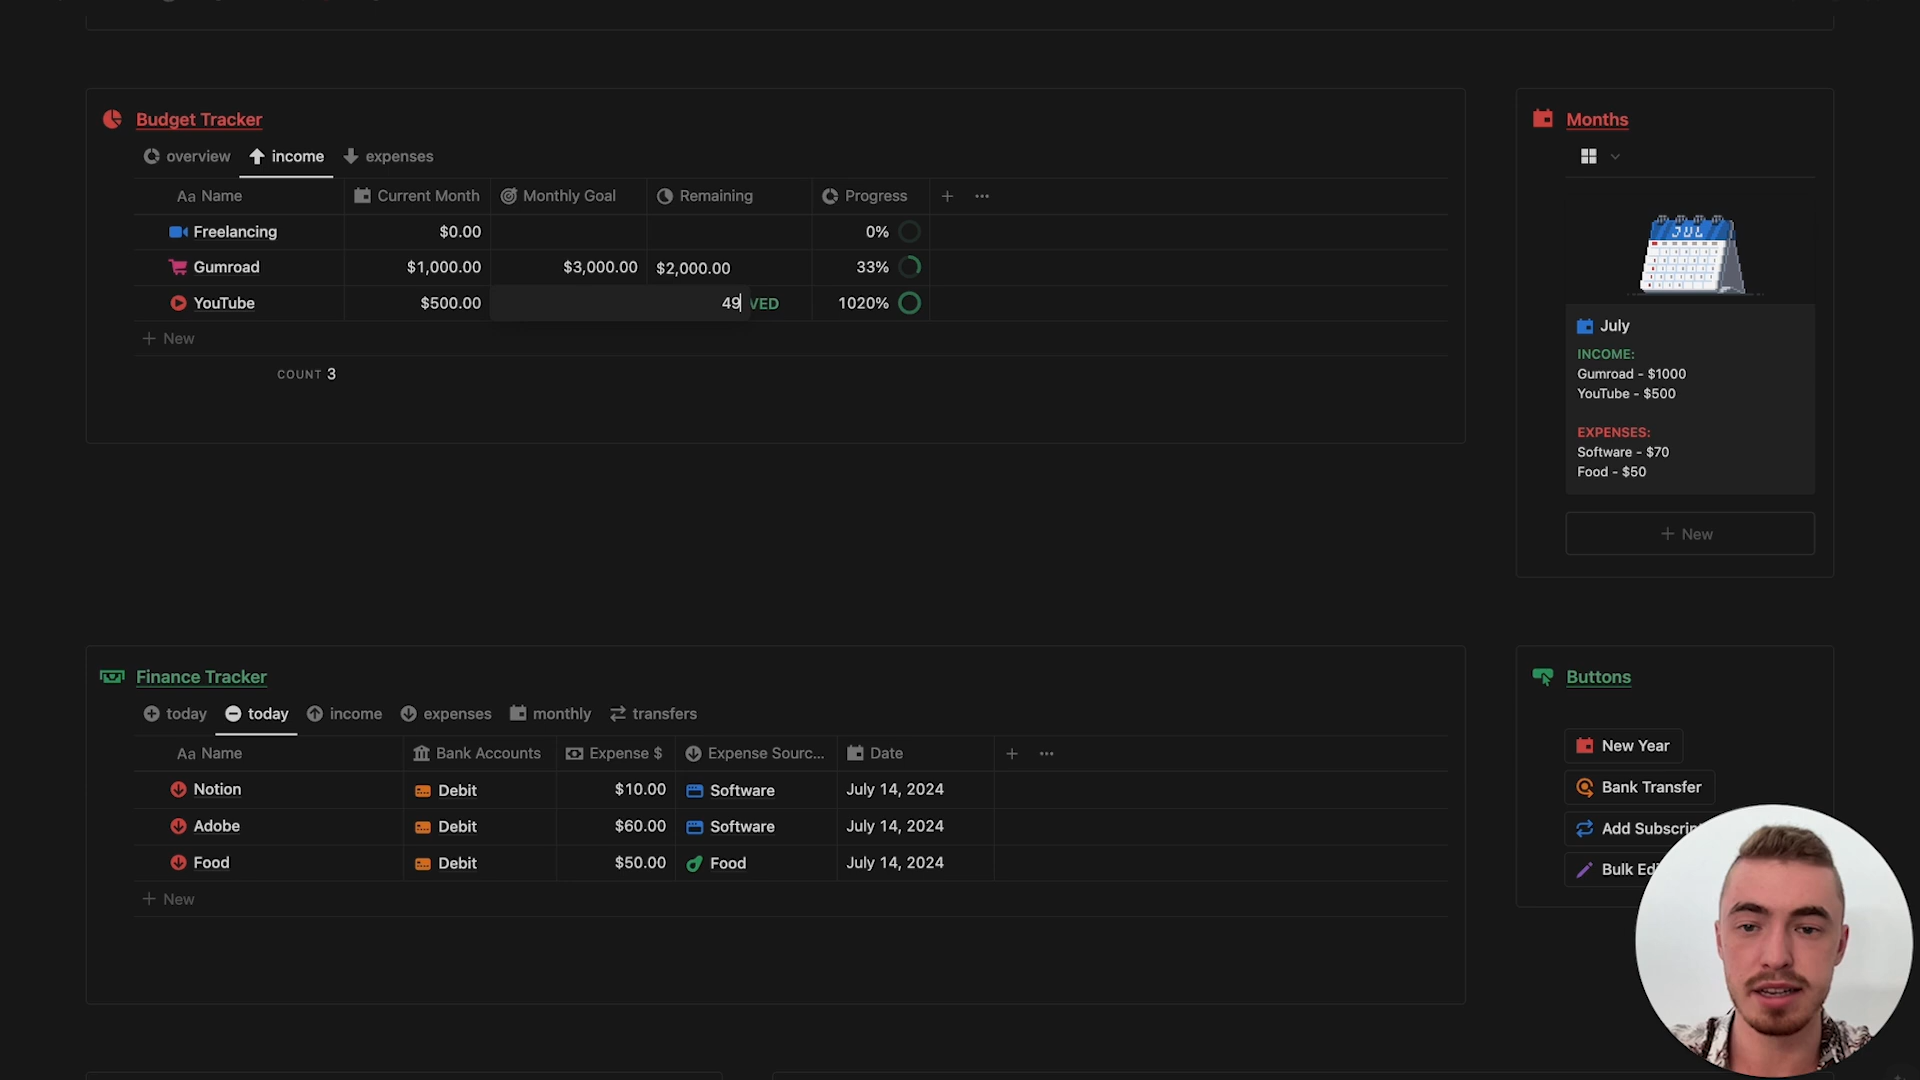 Budget Tracker
overview income expenses
Aa Name Current Month Monthly Goal Remaining Progress + ...
Freelancing $0.00 0%
Gumroad $1,000.00 $3,000.00 $2,000.00 33%
YouTube $500.00 49 VED 1020%
+ New
COUNT 3
Months
JUL
July
INCOME:
Gumroad - $1000
YouTube - $500
EXPENSES:
Software - $70
Food - $50
+ New
Finance Tracker
today today income expenses monthly transfers
Aa Name Bank Accounts Expense $ Expense Sourc... Date + ...
Notion Debit $10.00 Software July 14, 2024
Adobe Debit $60.00 Software July 14, 2024
Food Debit $50.00 Food July 14, 2024
+ New
Buttons
New Year
Bank Transfer
Add Subscrip
Bulk Ed